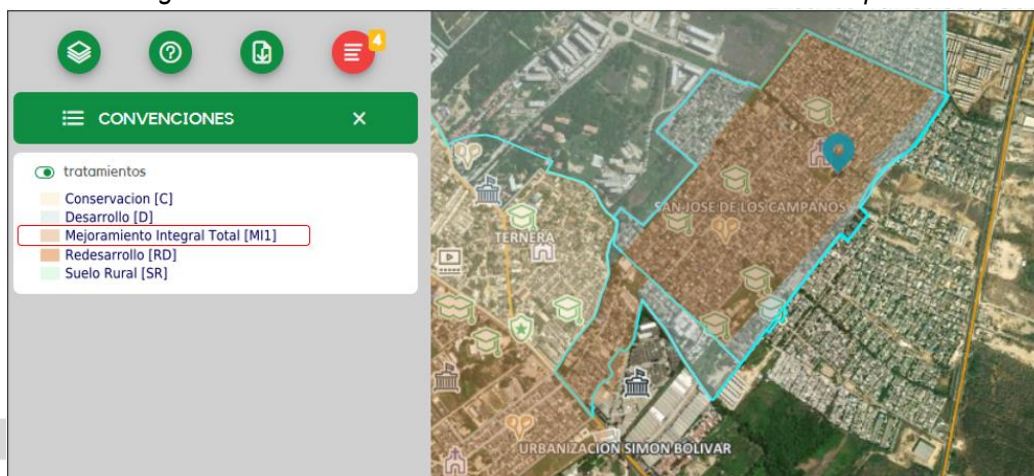 4
CONVENCIONES
tratamientos
Conservacion [C]
Desarrollo [D]
Mejoramiento Integral Total [MI1]
Redesarrollo [RD]
Suelo Rural [SR]
SAN JOSE DE LOS CAMPANOS
TERNERA
URBANIZACION SIMON BOLIVAR